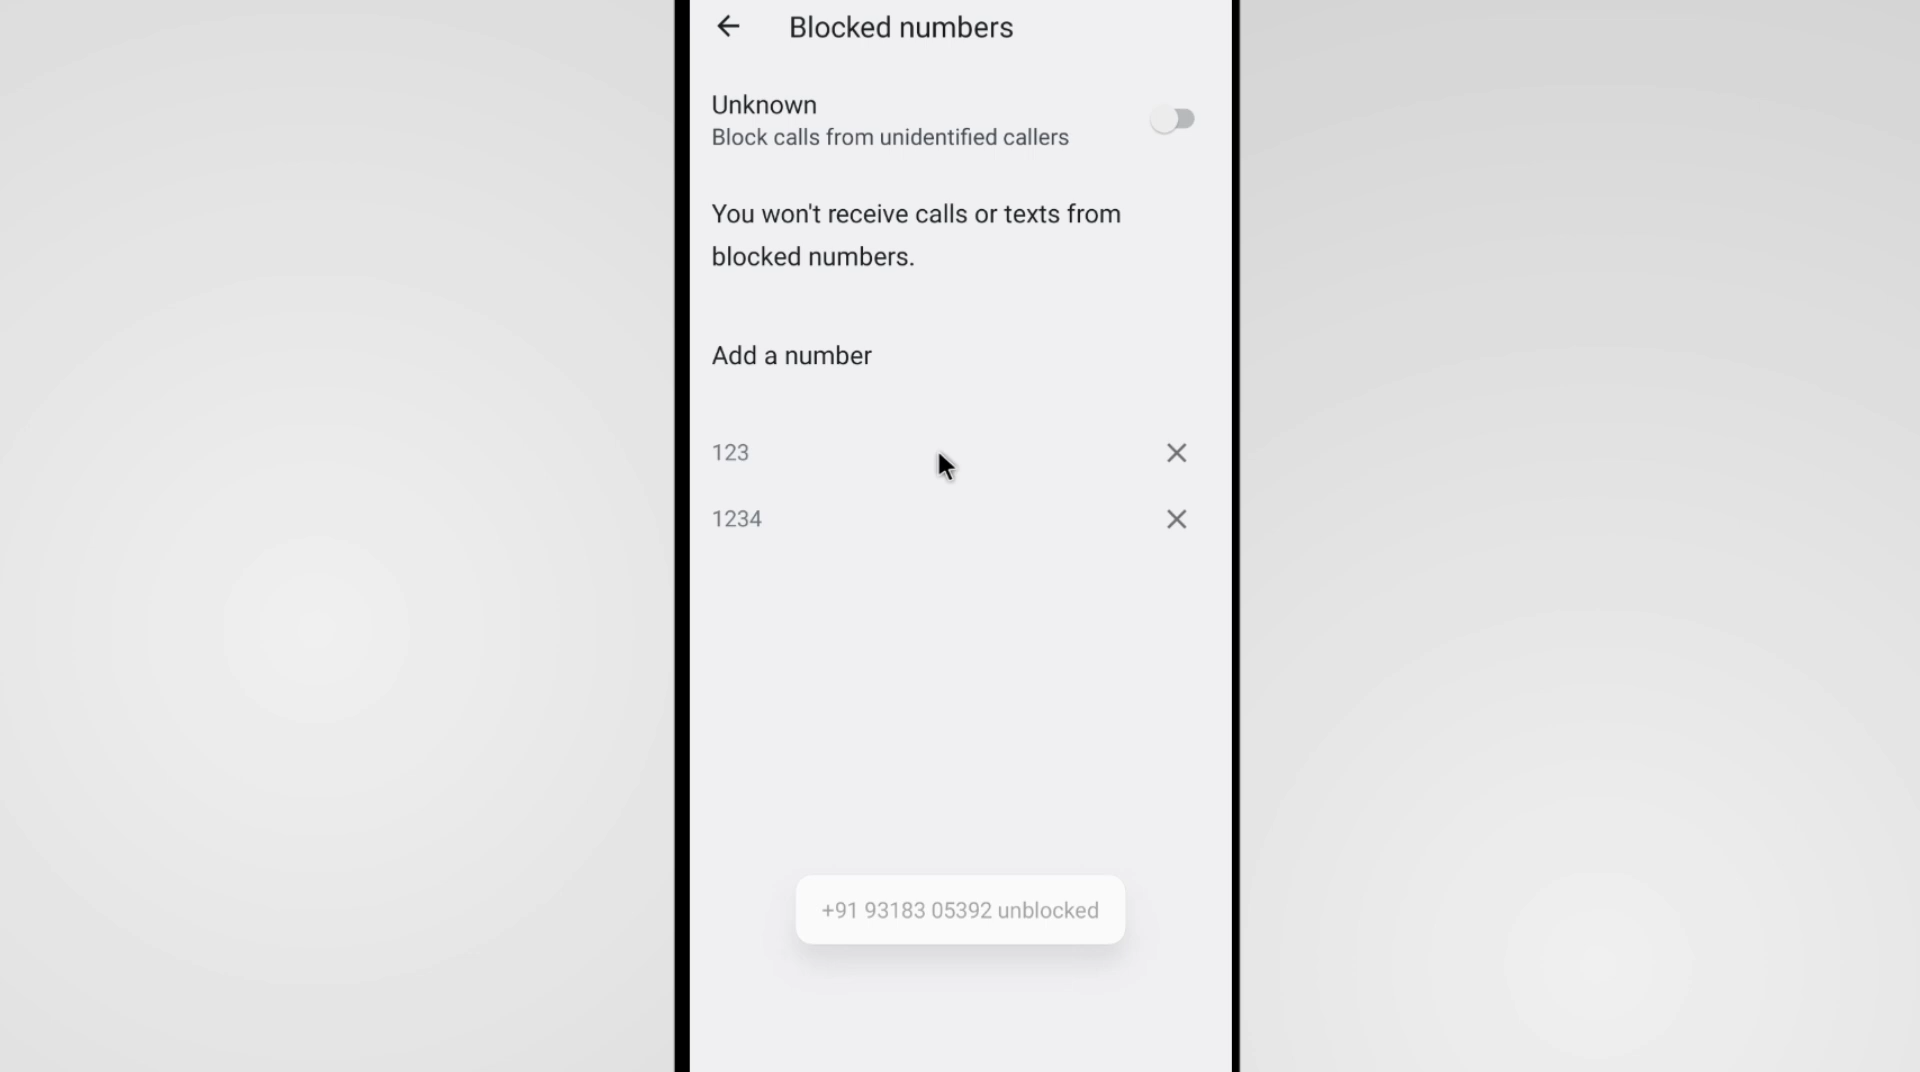 Blocked numbers
Unknown
Block calls from unidentified callers
You won't receive calls or texts from
blocked numbers.
Add a number
123
1234
+91 93183 05392 unblocked